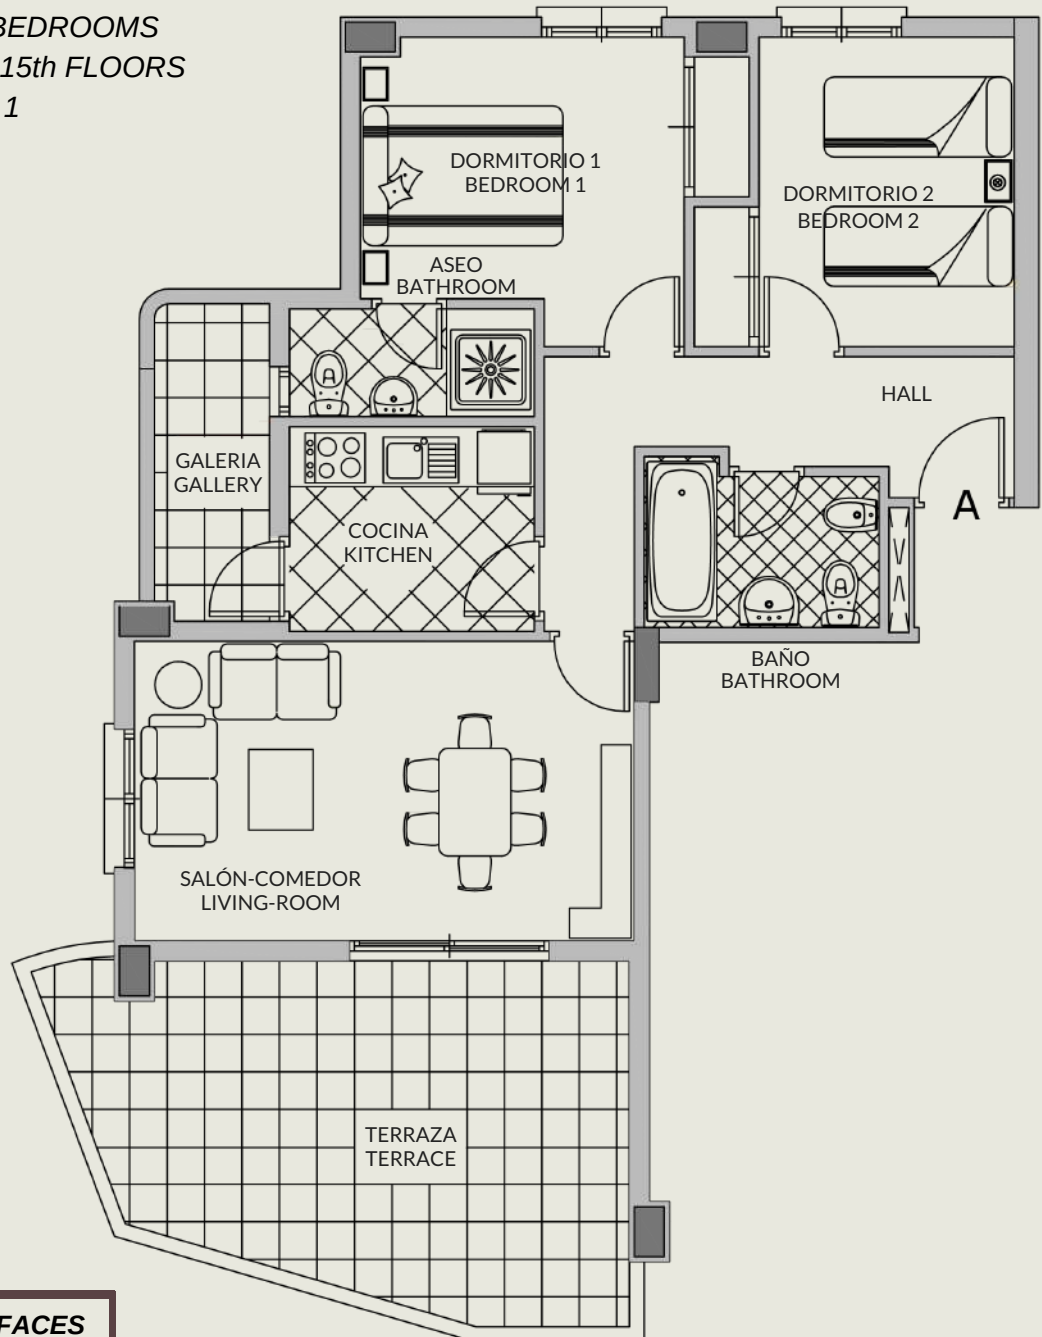 BEDROOMS
15th FLOORS
1
DORMITORIO 1
BEDROOM 1
DORMITORIO 2
BEDROOM 2
ASEO
BATHROOM
HALL
GALERIA
GALLERY
COCINA
KITCHEN
A
BAÑO
BATHROOM
SALÓN-COMEDOR
LIVING-ROOM
TERRAZA
TERRACE
FACES